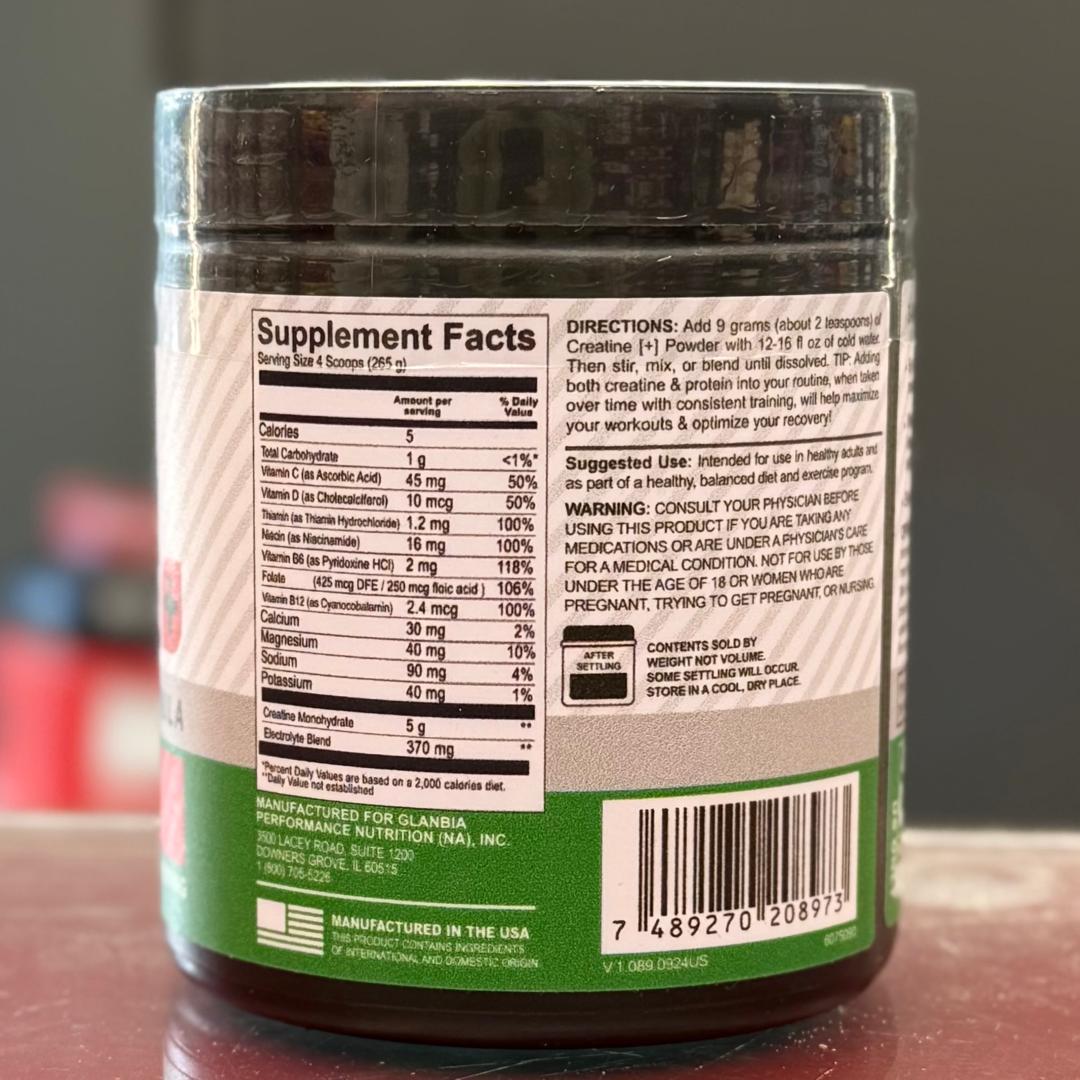 Supplement Facts
Serving Size 4 Scoops (265 g)
Amount per serving % Daily Value
Calories 5
Total Carbohydrate 1 g <1%*
Vitamin C (as Ascorbic Acid) 45 mg 50%
Vitamin D (as Cholecalciferol) 10 mcg 50%
Thiamin (as Thiamin Hydrochloride) 1.2 mg 100%
Niacin (as Niacinamide) 16 mg 100%
Vitamin B6 (as Pyridoxine HCl) 2 mg 118%
Folate (425 mcg DFE / 250 mcg floic acid ) 106%
Vitamin B12 (as Cyanocobalamin) 2.4 mcg 100%
Calcium 30 mg 2%
Magnesium 40 mg 10%
Sodium 90 mg 4%
Potassium 40 mg 1%
Creatine Monohydrate 5 g **
Electrolyte Blend 370 mg **
*Percent Daily Values are based on a 2,000 calories diet.
**Daily Value not established
MANUFACTURED FOR GLANBIA
PERFORMANCE NUTRITION (NA), INC.
3500 LACEY ROAD, SUITE 1200
DOWNERS GROVE, IL 60515
1 (800) 705-5226
MANUFACTURED IN THE USA
THIS PRODUCT CONTAINS INGREDIENTS
OF INTERNATIONAL AND DOMESTIC ORIGIN
DIRECTIONS: Add 9 grams (about 2 teaspoons) of
Creatine [+] Powder with 12-16 fl oz of cold water.
Then stir, mix, or blend until dissolved. TIP: Adding
both creatine & protein into your routine, when taken
over time with consistent training, will help maximize
your workouts & optimize your recovery!
Suggested Use: Intended for use in healthy adults and
as part of a healthy, balanced diet and exercise program.
WARNING: CONSULT YOUR PHYSICIAN BEFORE
USING THIS PRODUCT IF YOU ARE TAKING ANY
MEDICATIONS OR ARE UNDER A PHYSICIAN'S CARE
FOR A MEDICAL CONDITION. NOT FOR USE BY THOSE
UNDER THE AGE OF 18 OR WOMEN WHO ARE
PREGNANT, TRYING TO GET PREGNANT, OR NURSING.
AFTER
SETTLING
CONTENTS SOLD BY
WEIGHT NOT VOLUME.
SOME SETTLING WILL OCCUR.
STORE IN A COOL, DRY PLACE.
7 489270 208973
6075090
V 1.089.0924US